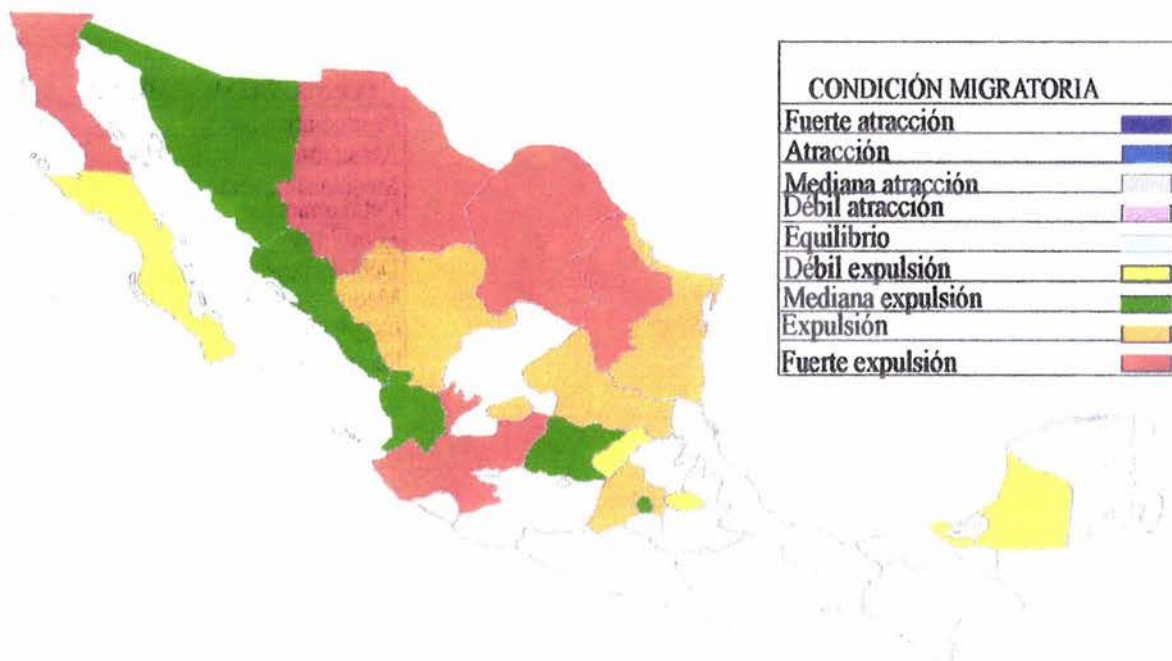 CONDICIÓN MIGRATORIA
Fuerte atracción
Atracción
Mediana atracción
Débil atracción
Equilibrio
Débil expulsión
Mediana expulsión
Expulsión
Fuerte expulsión